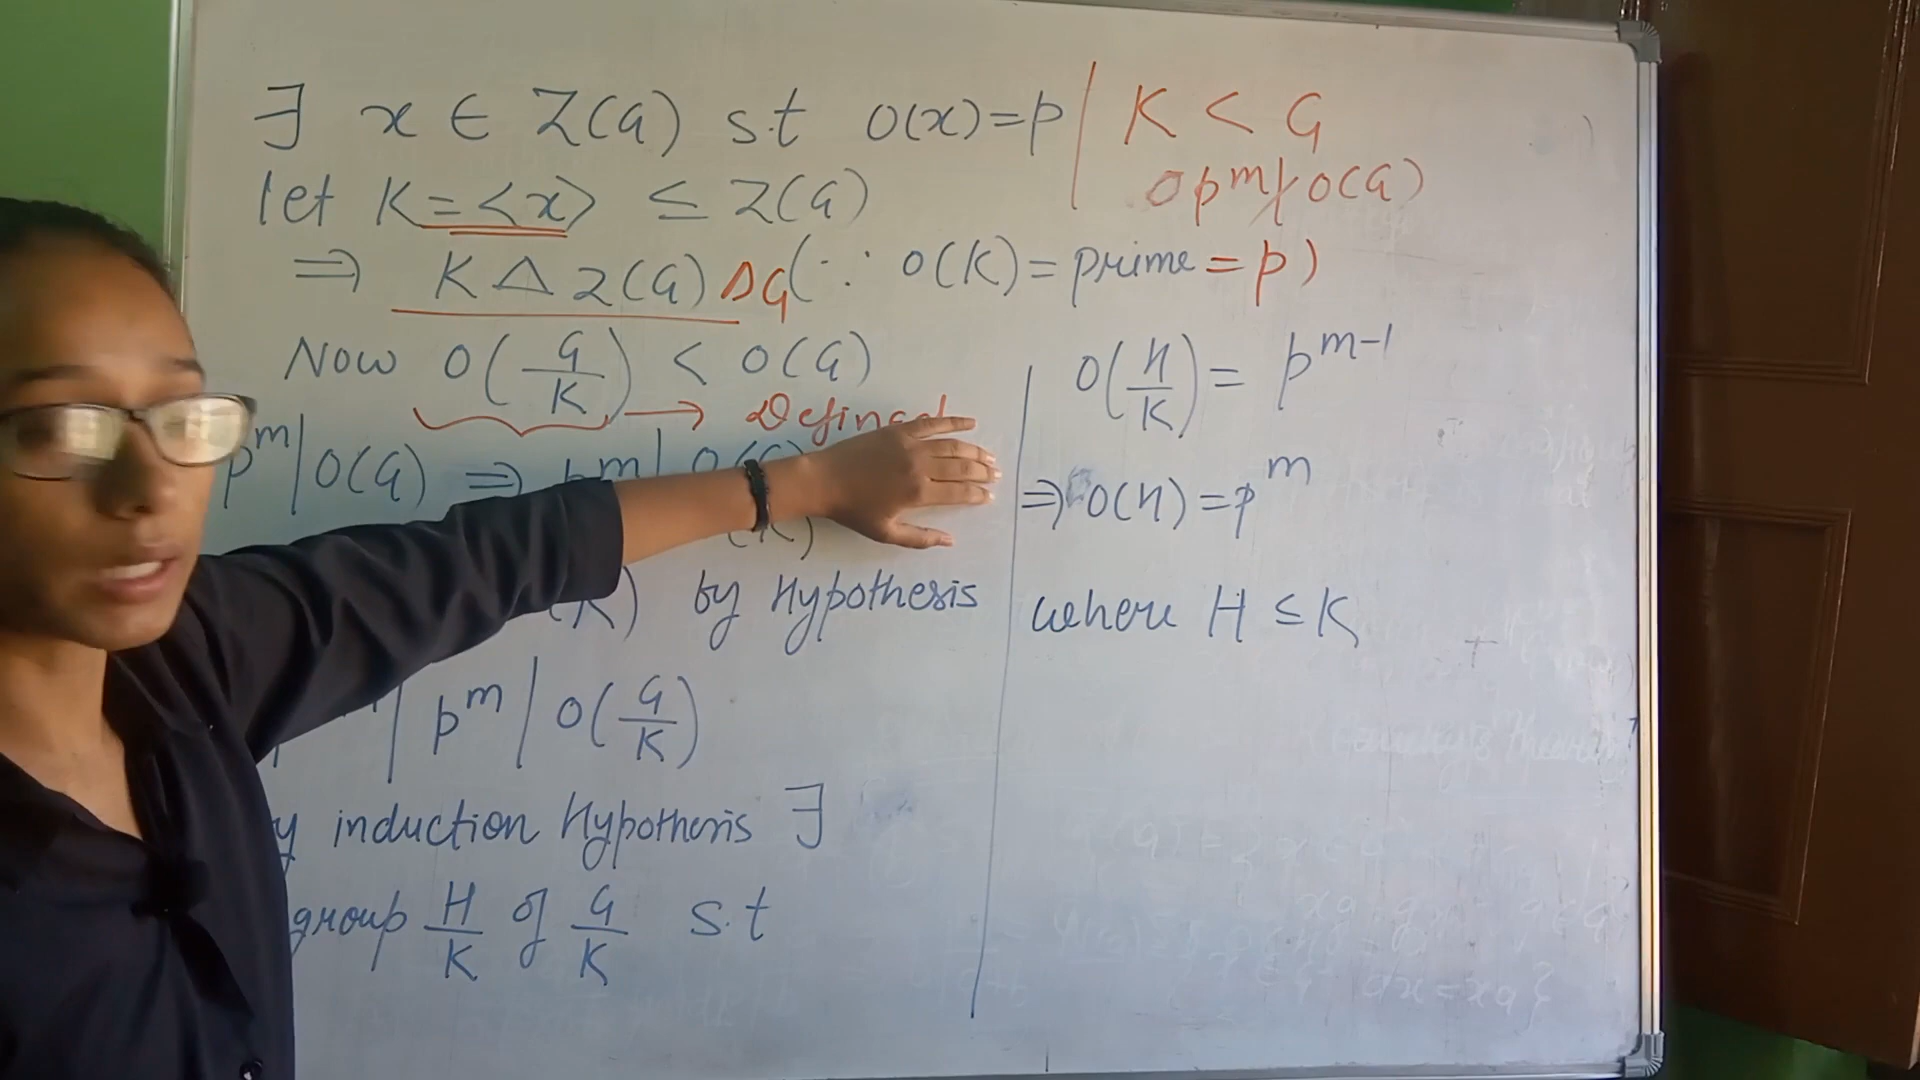 ∃ x ∈ Z(G) s.t O(x)=p
let K=<x> ≤ Z(G)
⇒ K Δ Z(G) Δ G (∵ O(K)=prime=p)
Now O(G/K) < O(G)
→ Defined
p^m | O(G) ⇒ p^m | O(G
K)
K) by Hypothesis
| p^m | O(G/K)
y induction Hypothesis ∃
group H/K of G/K s.t
K < G
p^m ∤ O(G)
O(H/K) = p^{m-1}
⇒ O(H) = p^m
where H ≤ K